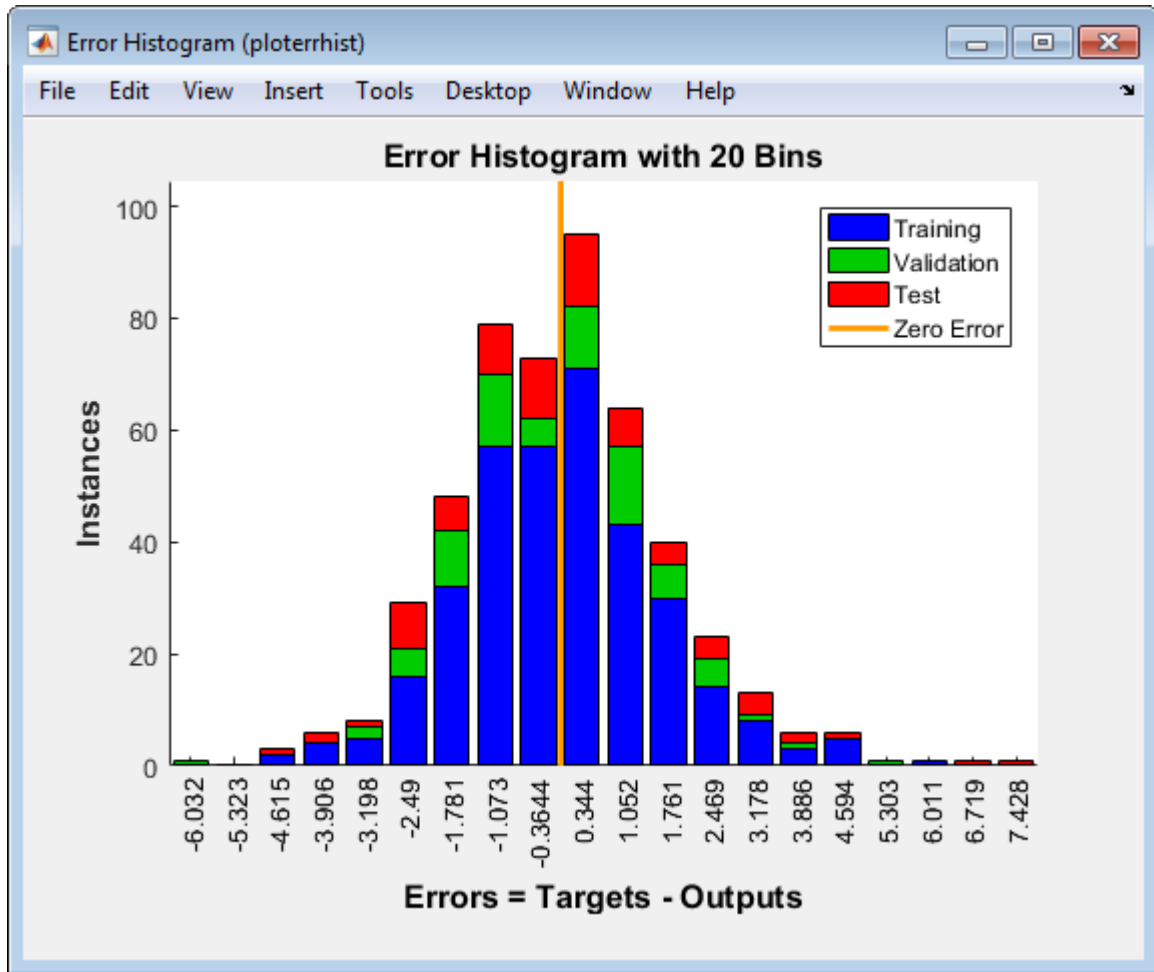 Error Histogram (ploterrhist)
File Edit View Insert Tools Desktop Window Help
Error Histogram with 20 Bins
100
80
60
40
20
0
Instances
Training
Validation
Test
Zero Error
-6.032
-5.323
-4.615
-3.906
-3.198
-2.49
-1.781
-1.073
-0.3644
0.344
1.052
1.761
2.469
3.178
3.886
4.594
5.303
6.011
6.719
7.428
Errors = Targets - Outputs